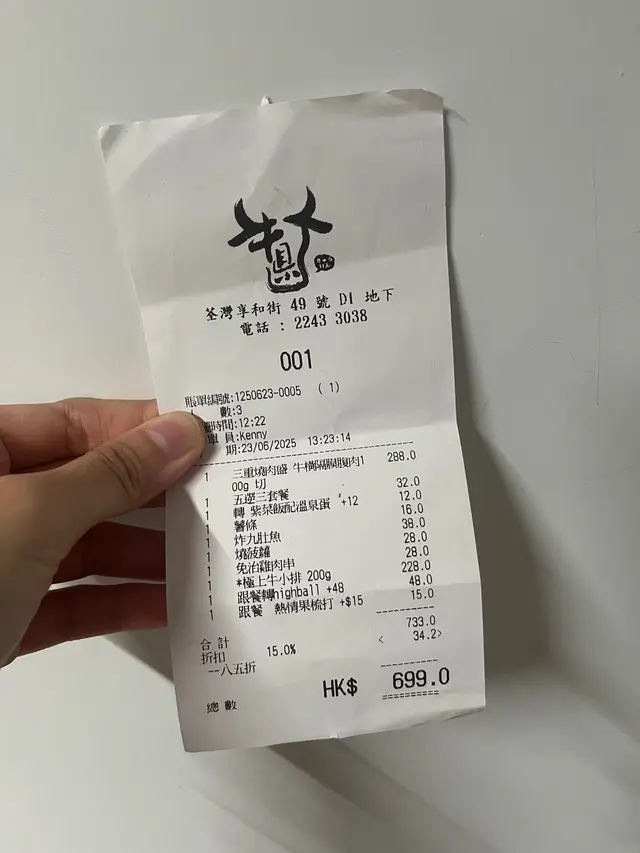 牛
具
荃灣享和街 49 號 D1 地下
電話 : 2243 3038
001
賬單編號:1250623-0005 (1)
數:3
時間:12:22
單員:Kenny
期:23/06/2025 13:23:14
1 三重燒肉盛 牛橫隔膜腹肉1 288.0
00g 切
1 五選三套餐 32.0
1 轉 紫菜飯配溫泉蛋 +12 12.0
1 薯條 16.0
1 炸九肚魚 38.0
1 燒菠蘿 28.0
1 免治雞肉串 28.0
1 *極上牛小排 200g 228.0
1 跟餐轉highball +48 48.0
1 跟餐 熱情果梳打 +$15 15.0
合計 733.0
折扣 15.0% < 34.2>
--八五折
總數 HK$ 699.0